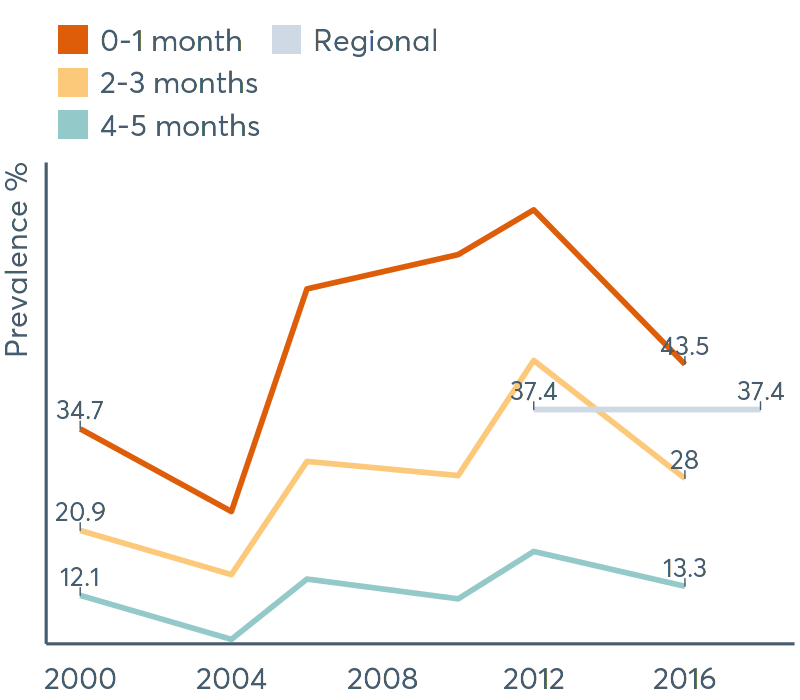 0-1 month Regional
2-3 months
4-5 months
Prevalence %
43.5
37.4 37.4
34.7
28
20.9
13.3
12.1
2000 2004 2008 2012 2016